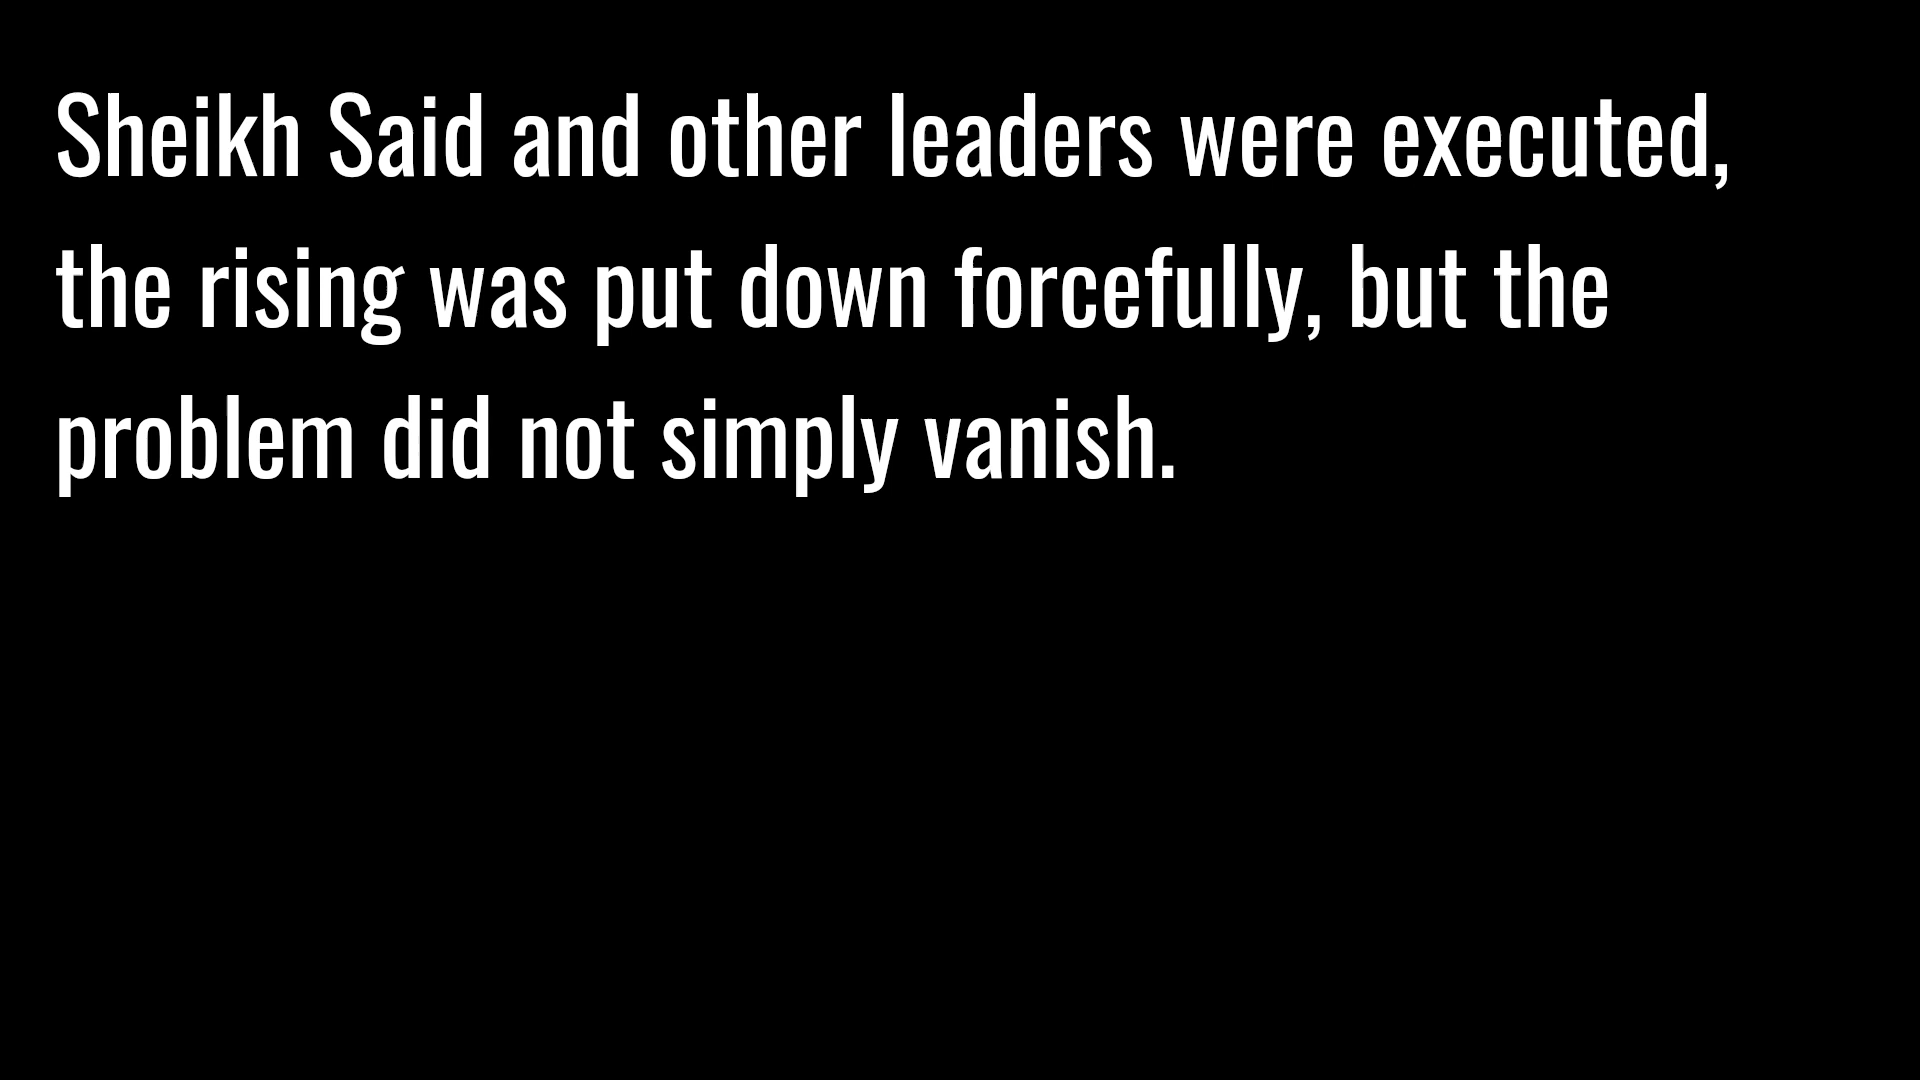 Sheikh Said and other leaders were executed,
the rising was put down forcefully, but the
problem did not simply vanish.